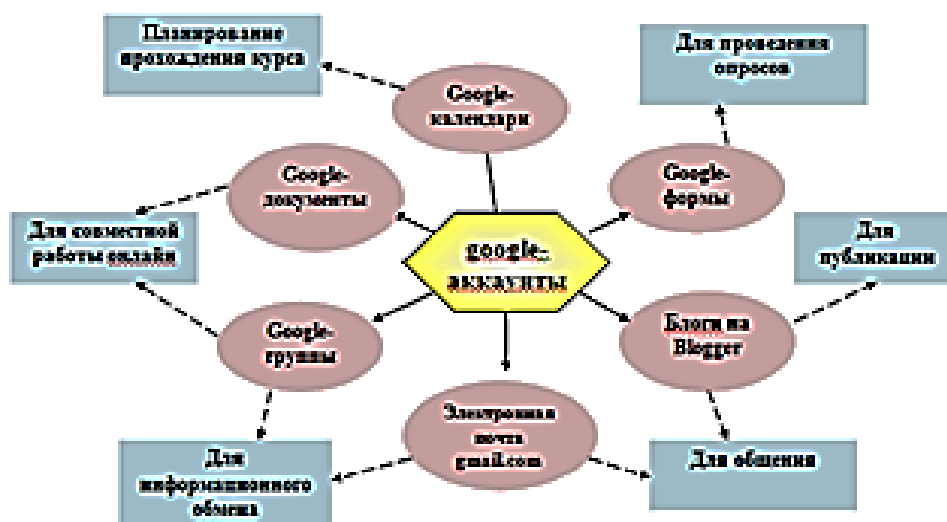 Планирование
прохождения курса
Для проведения
опросов
Google-
календари
Google-
документы
Google-
формы
Для совместной
работы онлайн
google-
аккаунты
Для
публикации
Google-
группы
Блоги на
Blogger
Электронная
почта
gmail.com
Для
информационного
обмена
Для общения